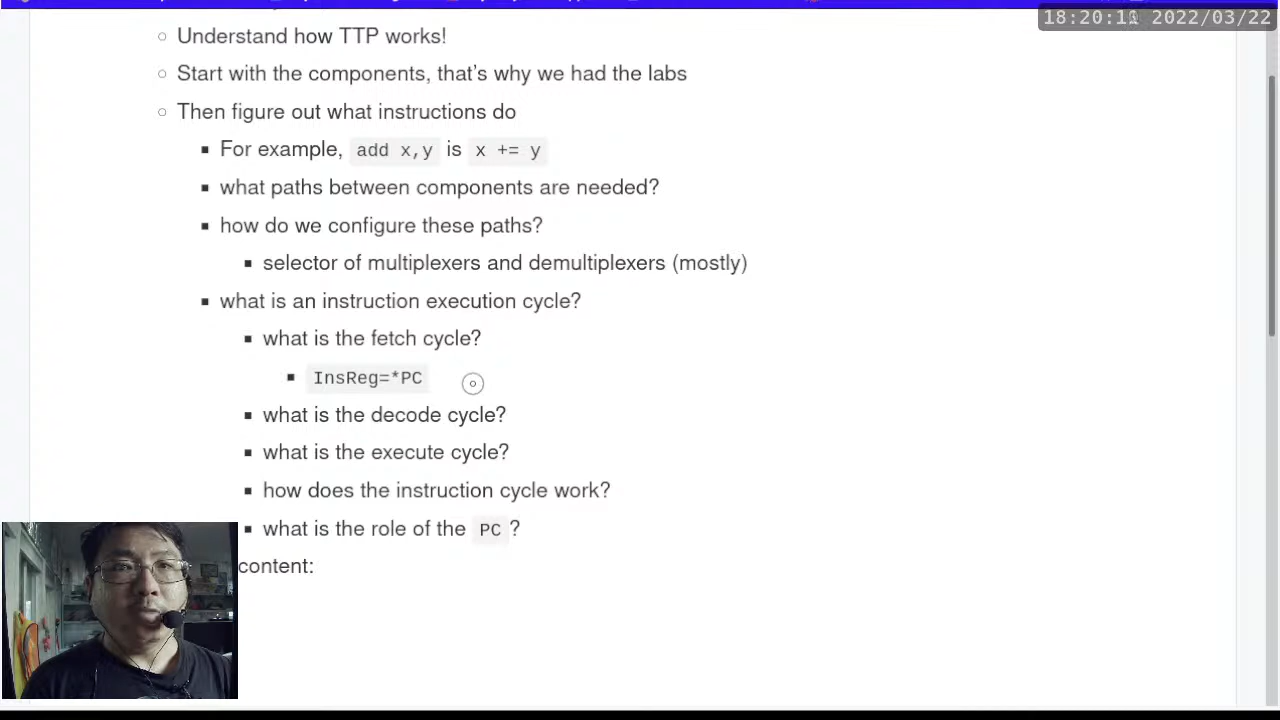 18:20:11 2022/03/22
Understand how TTP works!
Start with the components, that's why we had the labs
Then figure out what instructions do
For example, add x,y is x += y
what paths between components are needed?
how do we configure these paths?
selector of multiplexers and demultiplexers (mostly)
what is an instruction execution cycle?
what is the fetch cycle?
InsReg=*PC
what is the decode cycle?
what is the execute cycle?
how does the instruction cycle work?
what is the role of the PC?
content: